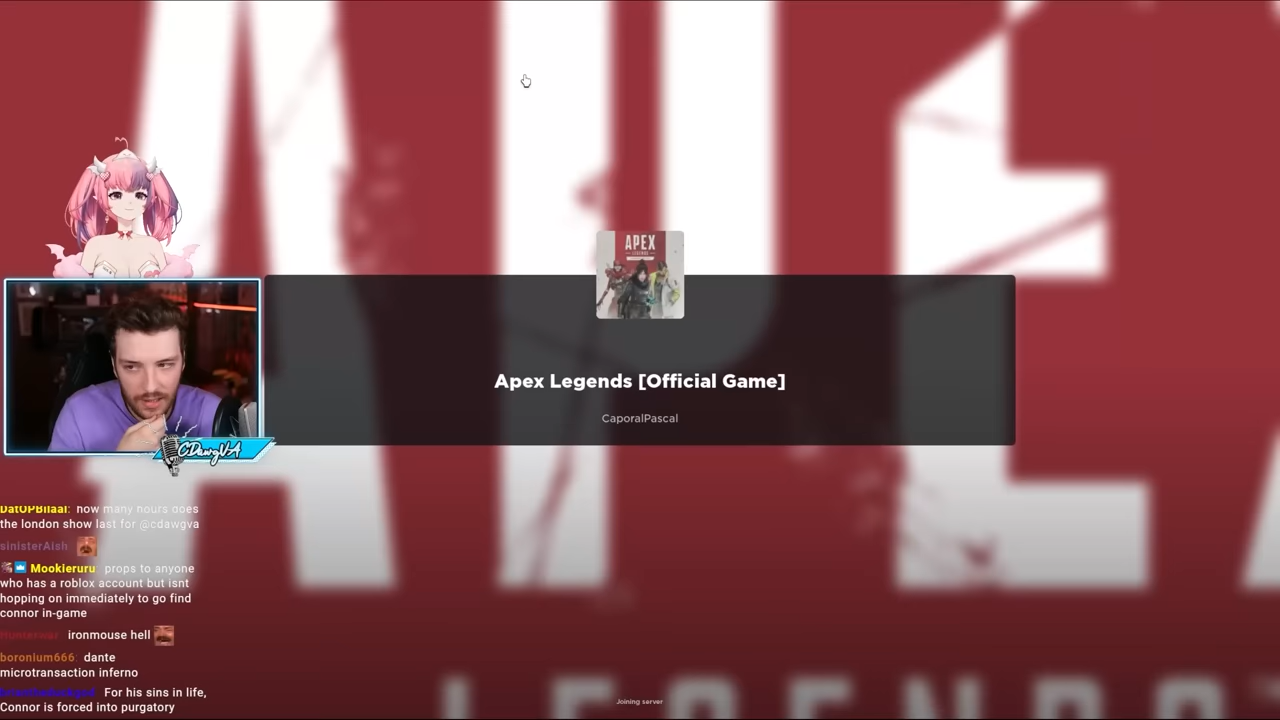 APEX
LEGENDS
APEX
LEGENDS
Apex Legends [Official Game]
CaporalPascal
Joining server
CDawgVA
DatOPBilaal: how many hours does
the london show last for @cdawgva
sinisterAish
Mookieruru props to anyone
who has a roblox account but isnt
hopping on immediately to go find
connor in-game
ironmouse hell
boronium666: dante
microtransaction inferno
For his sins in life,
Connor is forced into purgatory